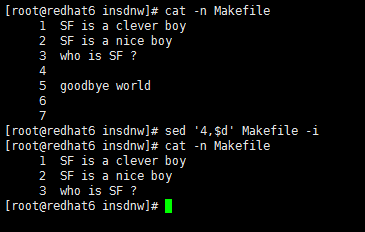 [root@redhat6 insdnw]# cat -n Makefile
     1  SF is a clever boy
     2  SF is a nice boy
     3  who is SF ?
     4
     5  goodbye world
     6
     7
[root@redhat6 insdnw]# sed '4,$d' Makefile -i
[root@redhat6 insdnw]# cat -n Makefile
     1  SF is a clever boy
     2  SF is a nice boy
     3  who is SF ?
[root@redhat6 insdnw]#